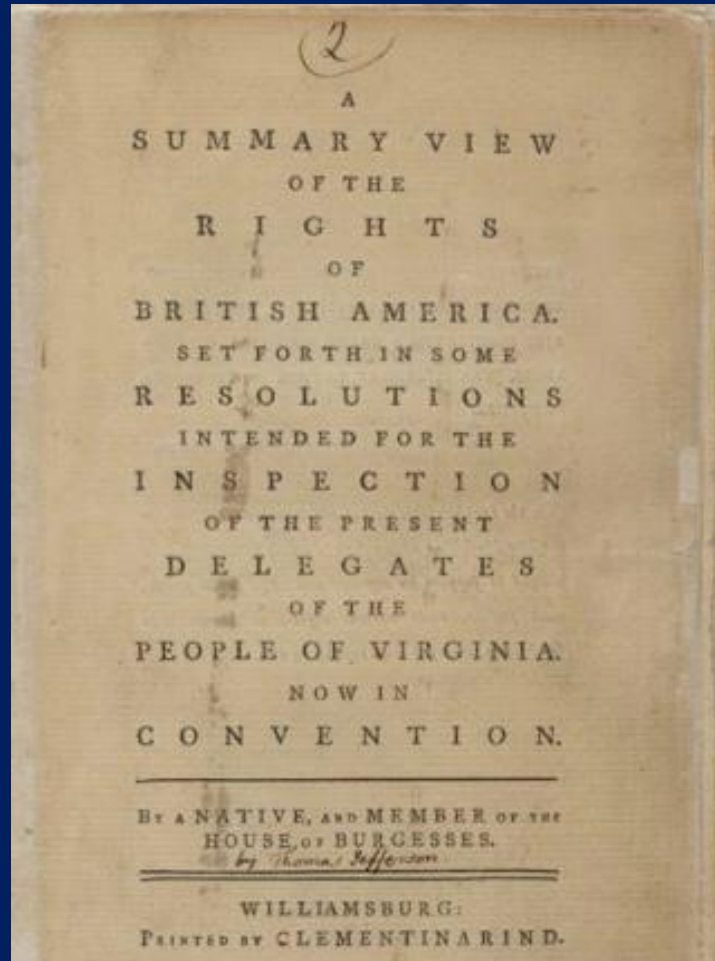 2
A
SUMMARY VIEW
OF THE
RIGHTS
OF
BRITISH AMERICA.
SET FORTH IN SOME
RESOLUTIONS
INTENDED FOR THE
INSPECTION
OF THE PRESENT
DELEGATES
OF THE
PEOPLE OF VIRGINIA.
NOW IN
CONVENTION.
BY A NATIVE, AND MEMBER OF THE
HOUSE OF BURGESSES.
by Thomas Jefferson
WILLIAMSBURG:
PRINTED BY CLEMENTINA RIND.